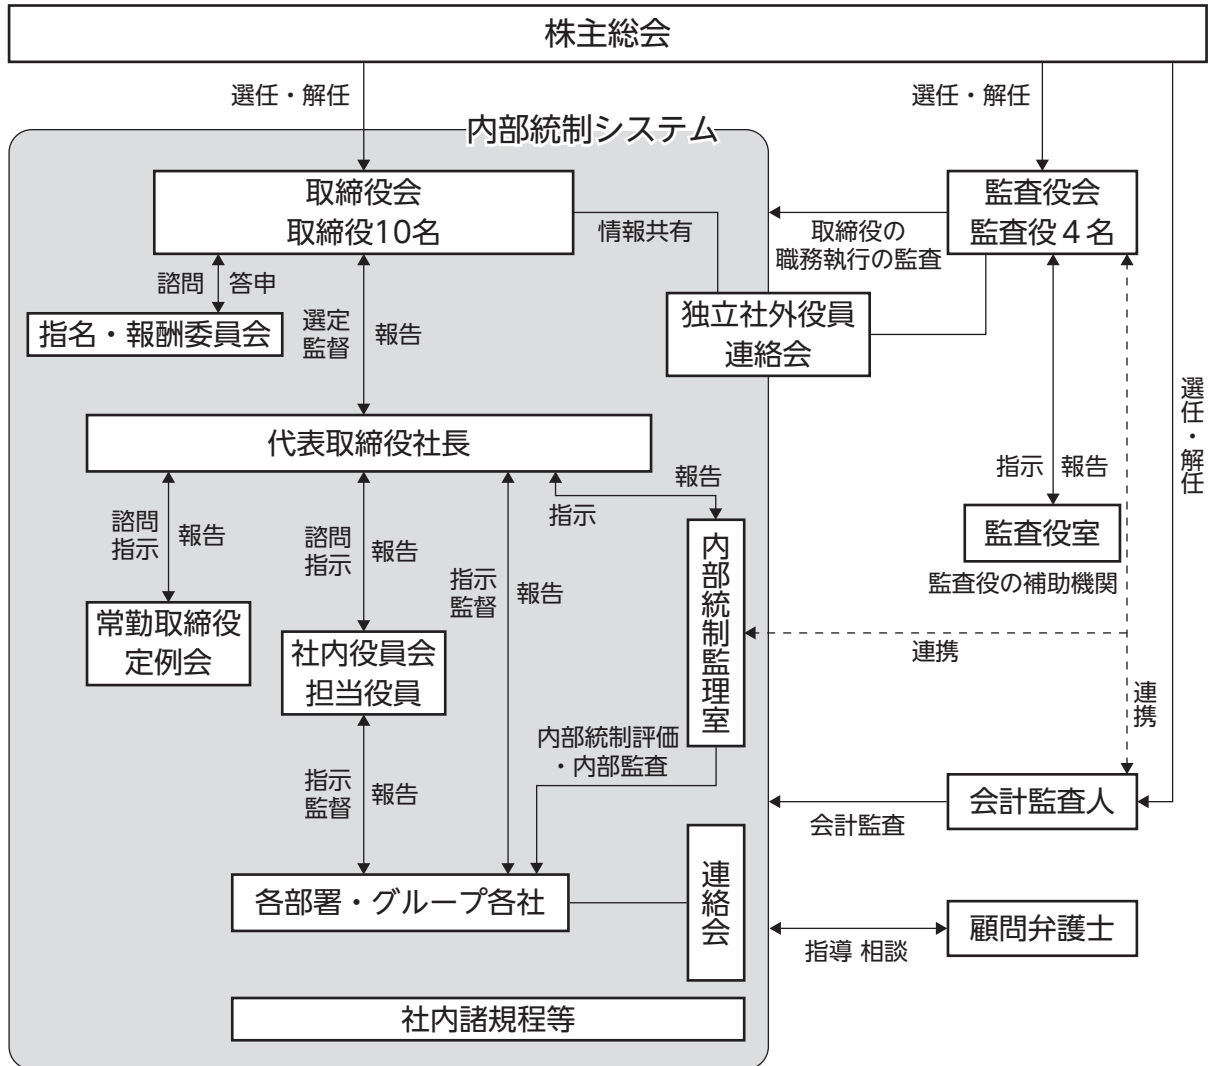 株主総会
選任・解任
選任・解任
内部統制システム
取締役会
取締役10名
情報共有
監査役会
監査役４名
取締役の
職務執行の監査
諮問
答申
指名・報酬委員会
選定
監督
報告
独立社外役員
連絡会
選任・解任
代表取締役社長
諮問
指示
報告
諮問
指示
報告
指示
監督
報告
指示
報告
指示
報告
監査役室
監査役の補助機関
常勤取締役
定例会
社内役員会
担当役員
内部統制監理室
連携
連携
内部統制評価
・内部監査
指示
監督
報告
会計監査人
会計監査
各部署・グループ各社
連絡会
顧問弁護士
指導 相談
社内諸規程等